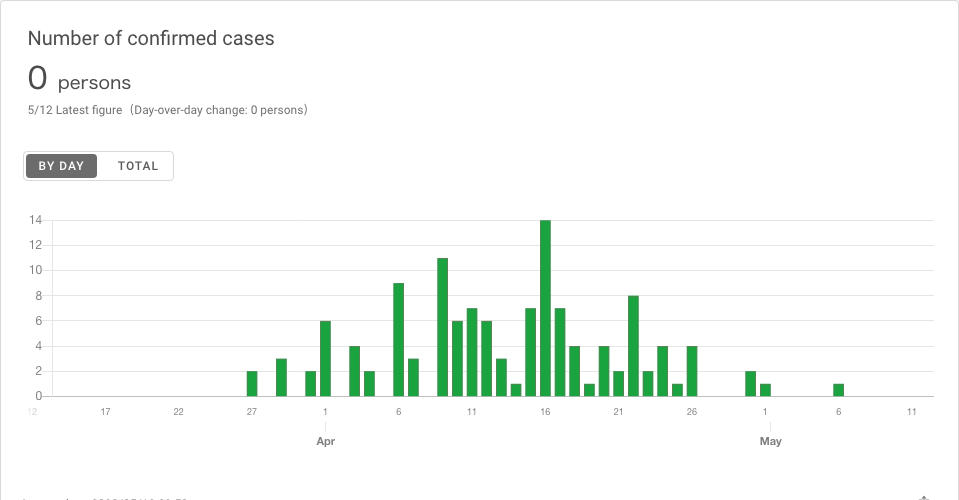 Number of confirmed cases
0 persons
5/12 Latest figure (Day-over-day change: 0 persons)
BY DAY TOTAL
14
12
10
8
6
4
2
0
12 17 22 27 1 6 11 16 21 26 1 6 11
Apr May